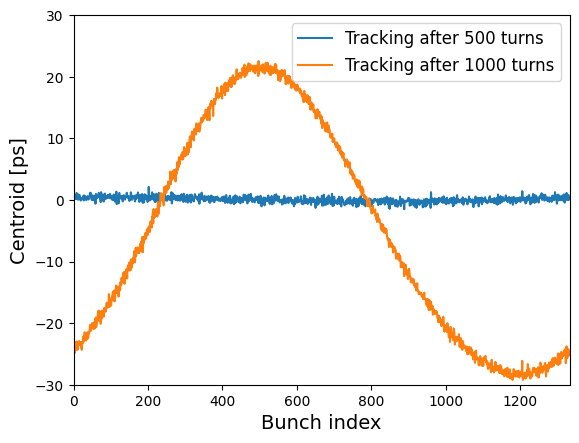 Tracking after 500 turns
Tracking after 1000 turns
30
20
10
0
−10
−20
−30
Centroid [ps]
0 200 400 600 800 1000 1200
Bunch index